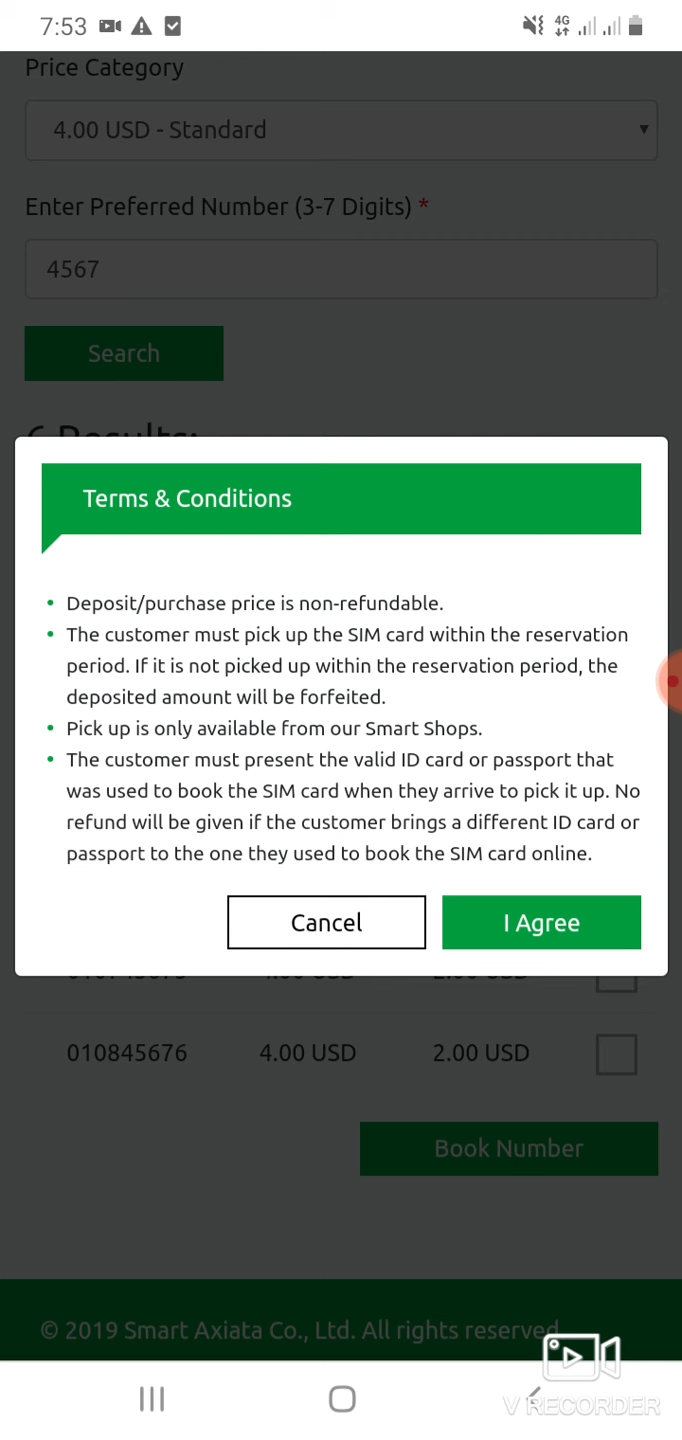 7:53
4G
Price Category
4.00 USD - Standard
Enter Preferred Number (3-7 Digits) *
4567
Search
6 Results:
Terms & Conditions
• Deposit/purchase price is non-refundable.
• The customer must pick up the SIM card within the reservation
period. If it is not picked up within the reservation period, the
deposited amount will be forfeited.
• Pick up is only available from our Smart Shops.
• The customer must present the valid ID card or passport that
was used to book the SIM card when they arrive to pick it up. No
refund will be given if the customer brings a different ID card or
passport to the one they used to book the SIM card online.
Cancel I Agree
010845676 4.00 USD 2.00 USD
Book Number
© 2019 Smart Axiata Co., Ltd. All rights reserved
V RECORDER